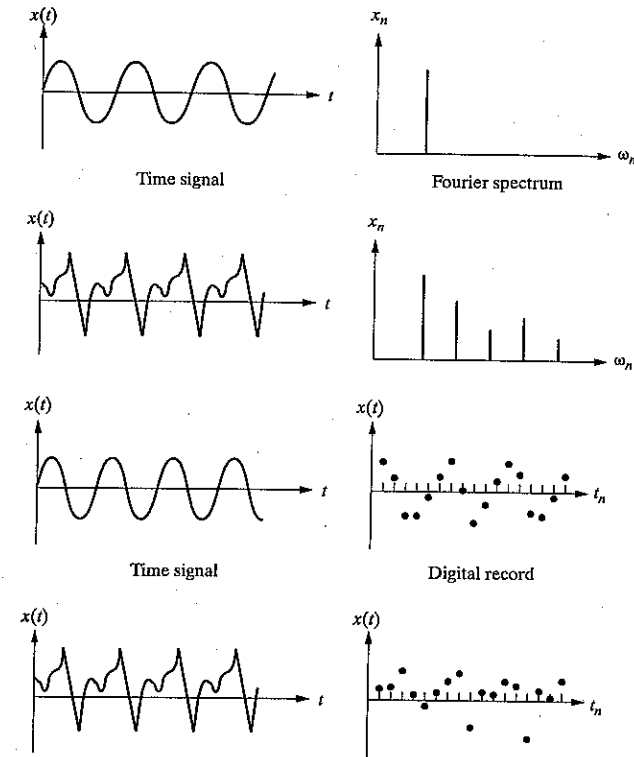 x(t)
t
Time signal
x_n
ω_n
Fourier spectrum
x(t)
t
x_n
ω_n
x(t)
t
Time signal
x(t)
t_n
Digital record
x(t)
t
x(t)
t_n